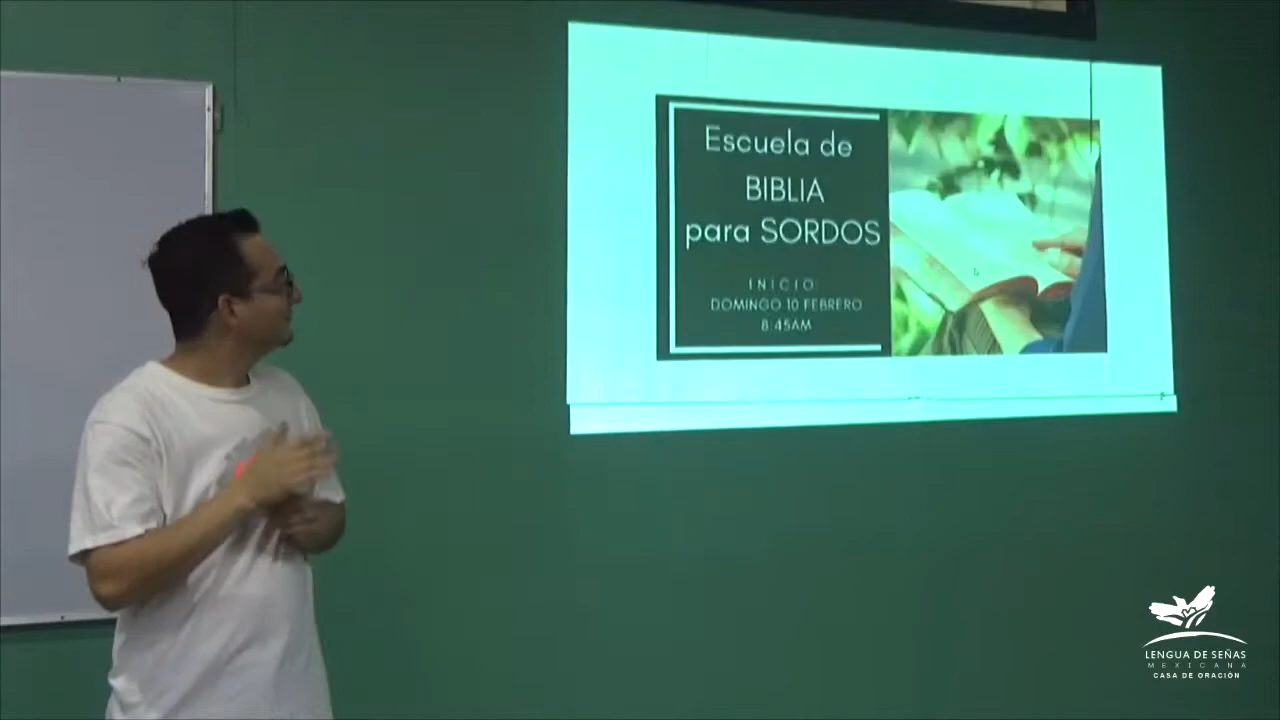 Escuela de
BIBLIA
para SORDOS
INICIO:
DOMINGO 10 FEBRERO
8:45AM
LENGUA DE SEÑAS
MEXICANA
CASA DE ORACIÓN